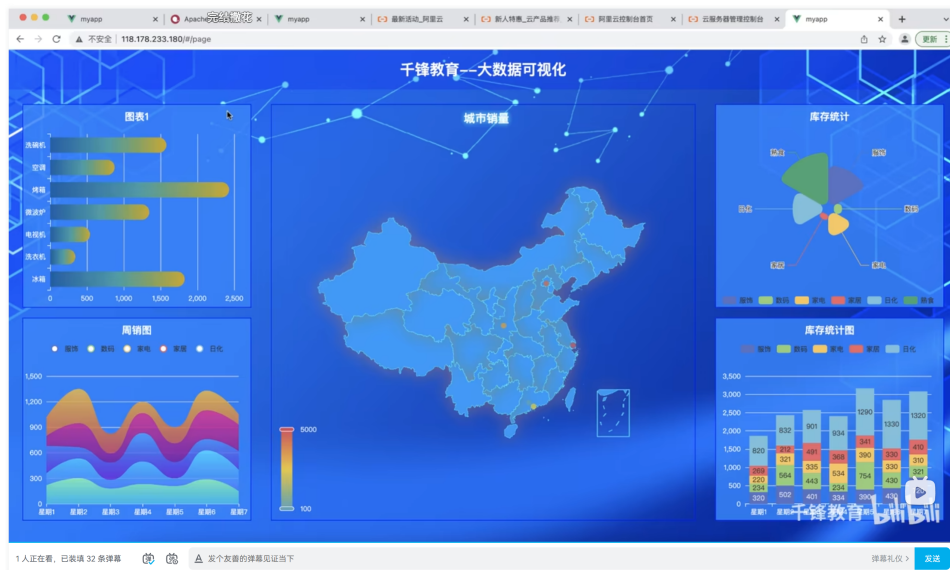 myapp
Apache
完结撒花
myapp
最新活动_阿里云
新人特惠_云产品推荐
阿里云控制台首页
云服务器管理控制台
myapp
不安全 118.178.233.180/#/page
更新
千锋教育——大数据可视化
图表1
洗碗机
空调
烤箱
微波炉
电视机
洗衣机
冰箱
0 500 1,000 1,500 2,000 2,500
周销图
服饰 数码 家电 家居 日化
1,500
1,200
900
600
300
0
星期1 星期2 星期3 星期4 星期5 星期6 星期7
城市销量
5000
100
库存统计
熟食 服饰
日化 数码
家居 家电
服饰 数码 家电 家居 日化 熟食
库存统计图
服饰 数码 家电 家居 日化
3,500
3,000
2,500
2,000
1,500
1,000
500
0
820 832 901 934 1290 1330 1320
269 212 491 368 341 330 410
220 321 335 534 390 330 310
234 564 443 234 754 430 321
320 502 401 334 390 430
星期1
千锋教育 bilibili
1 人正在看，已装填 32 条弹幕
弹 弹
A 发个友善的弹幕见证当下
弹幕礼仪 >
发送